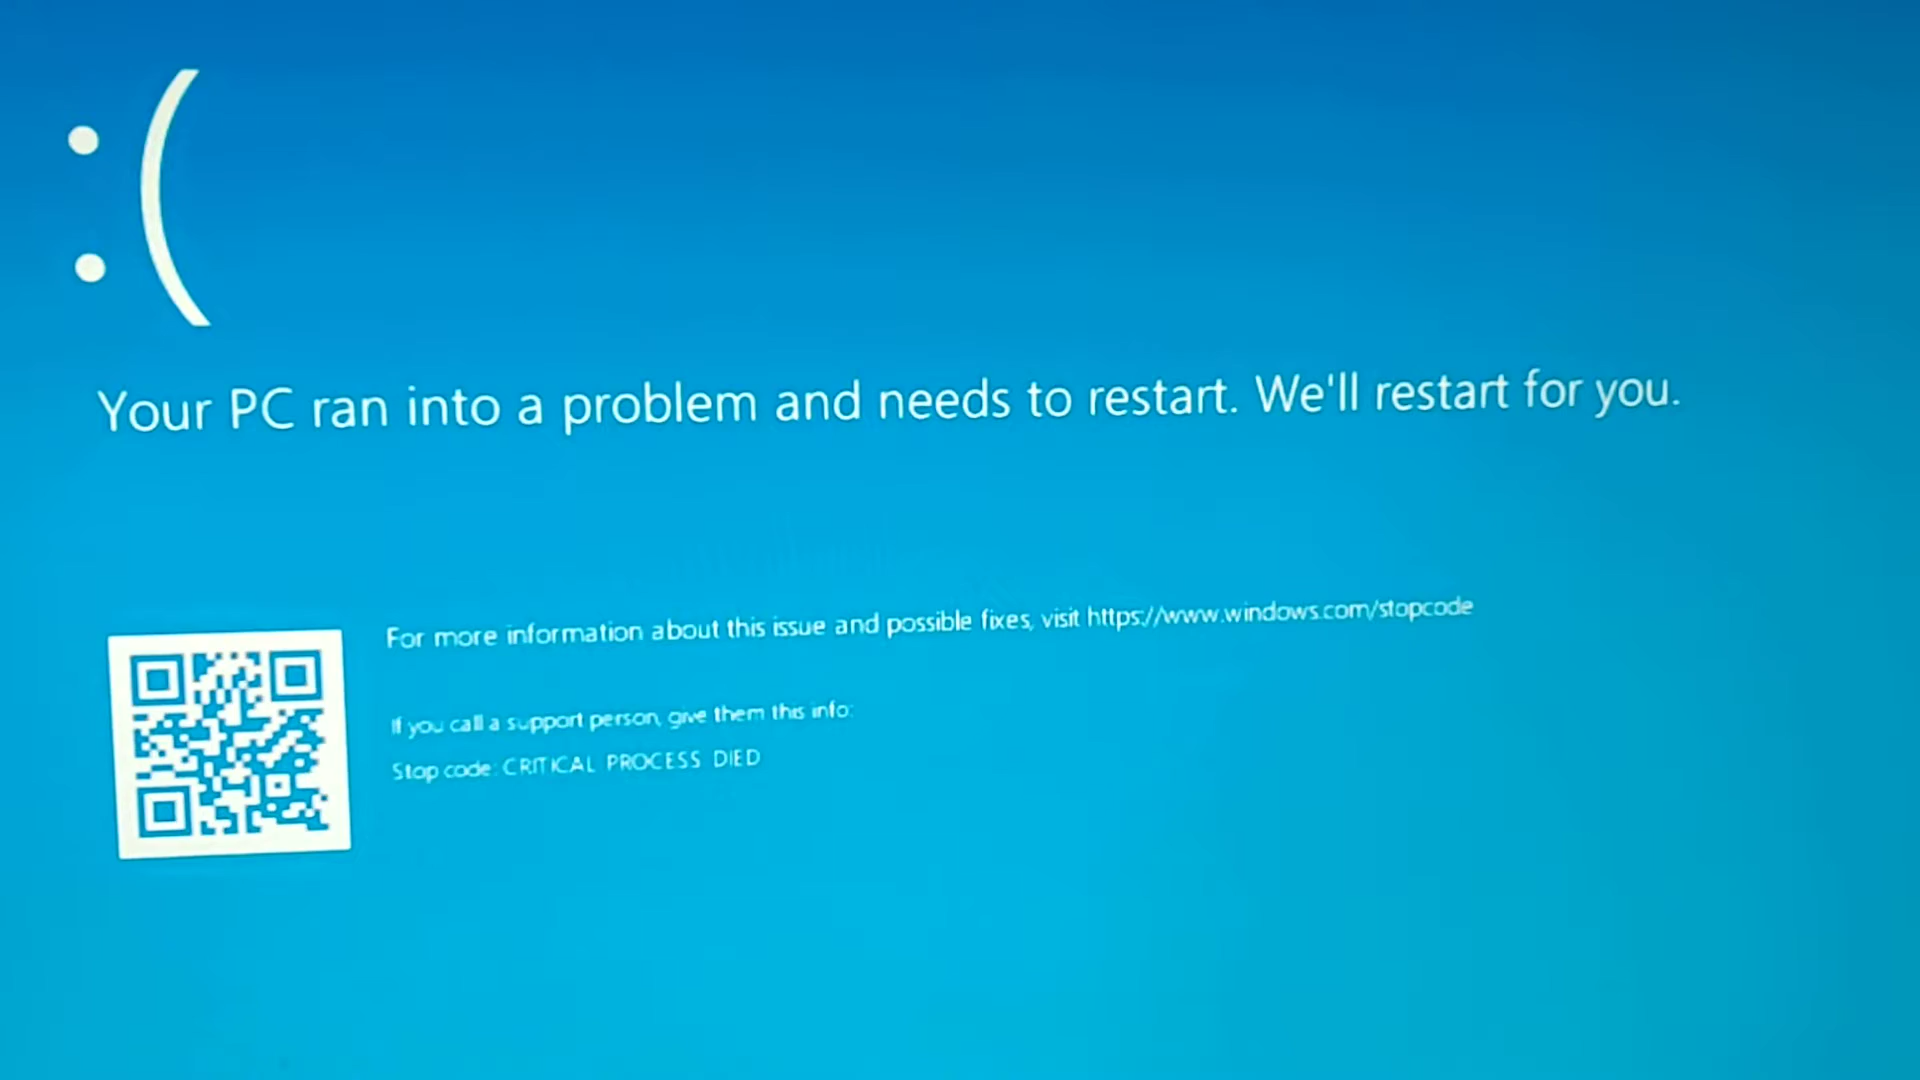 :(
Your PC ran into a problem and needs to restart. We'll restart for you.
For more information about this issue and possible fixes, visit https://www.windows.com/stopcode
If you call a support person, give them this info:
Stop code: CRITICAL PROCESS DIED